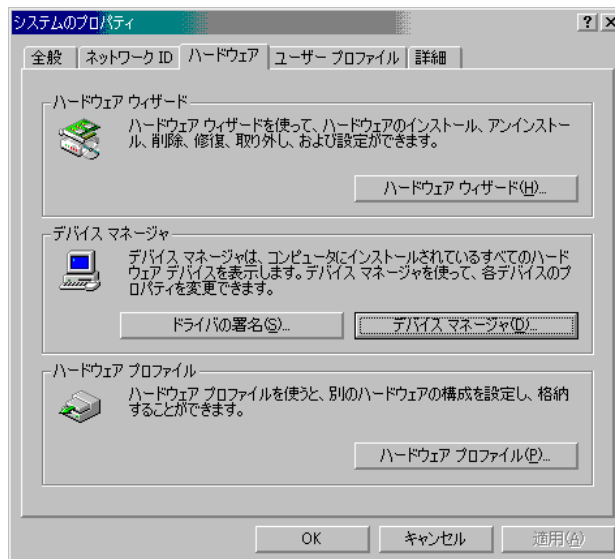 システムのプロパティ
全般 ネットワーク ID ハードウェア ユーザー プロファイル 詳細
ハードウェア ウィザード
ハードウェア ウィザードを使って、ハードウェアのインストール、アンインストー
ル、削除、修復、取り外し、および設定ができます。
ハードウェア ウィザード(H)...
デバイス マネージャ
デバイス マネージャは、コンピュータにインストールされているすべてのハード
ウェア デバイスを表示します。デバイス マネージャを使って、各デバイスのプ
ロパティを変更できます。
ドライバの署名(S)... デバイス マネージャ(D)...
ハードウェア プロファイル
ハードウェア プロファイルを使うと、別のハードウェアの構成を設定し、格納
することができます。
ハードウェア プロファイル(P)...
OK キャンセル 適用(A)